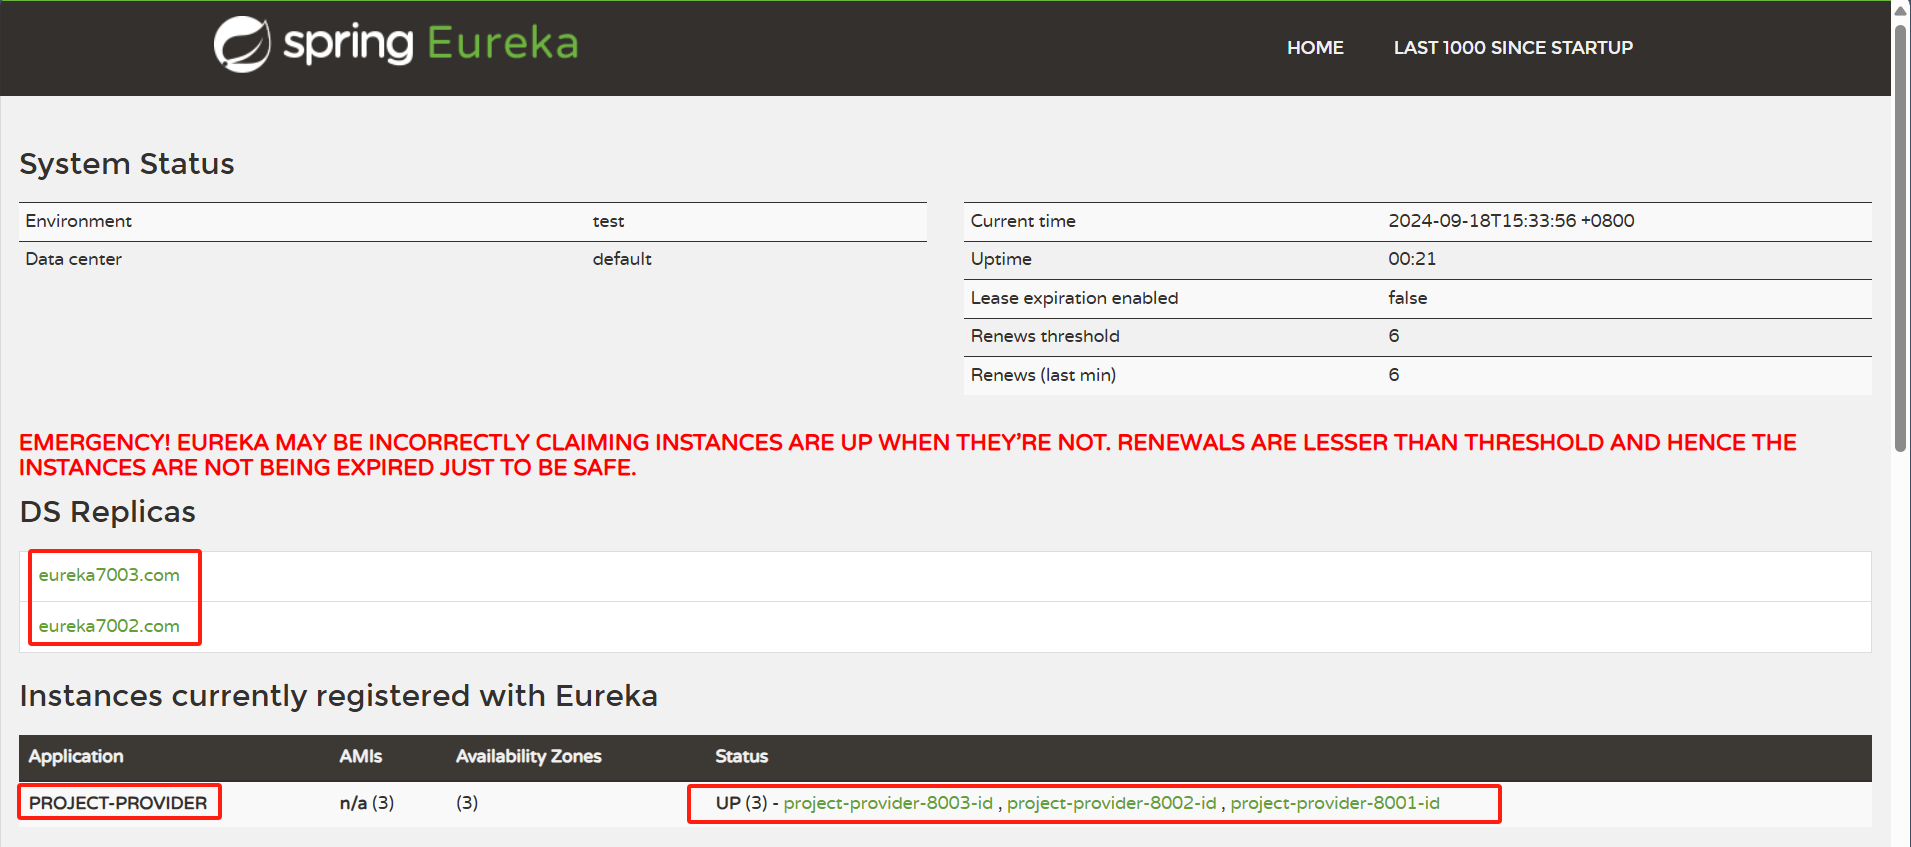 spring Eureka
HOME LAST 1000 SINCE STARTUP
System Status
Environment test
Data center default
Current time 2024-09-18T15:33:56 +0800
Uptime 00:21
Lease expiration enabled false
Renews threshold 6
Renews (last min) 6
EMERGENCY! EUREKA MAY BE INCORRECTLY CLAIMING INSTANCES ARE UP WHEN THEY'RE NOT. RENEWALS ARE LESSER THAN THRESHOLD AND HENCE THE
INSTANCES ARE NOT BEING EXPIRED JUST TO BE SAFE.
DS Replicas
eureka7003.com
eureka7002.com
Instances currently registered with Eureka
Application AMIs Availability Zones Status
PROJECT-PROVIDER n/a (3) (3) UP (3) - project-provider-8003-id , project-provider-8002-id , project-provider-8001-id